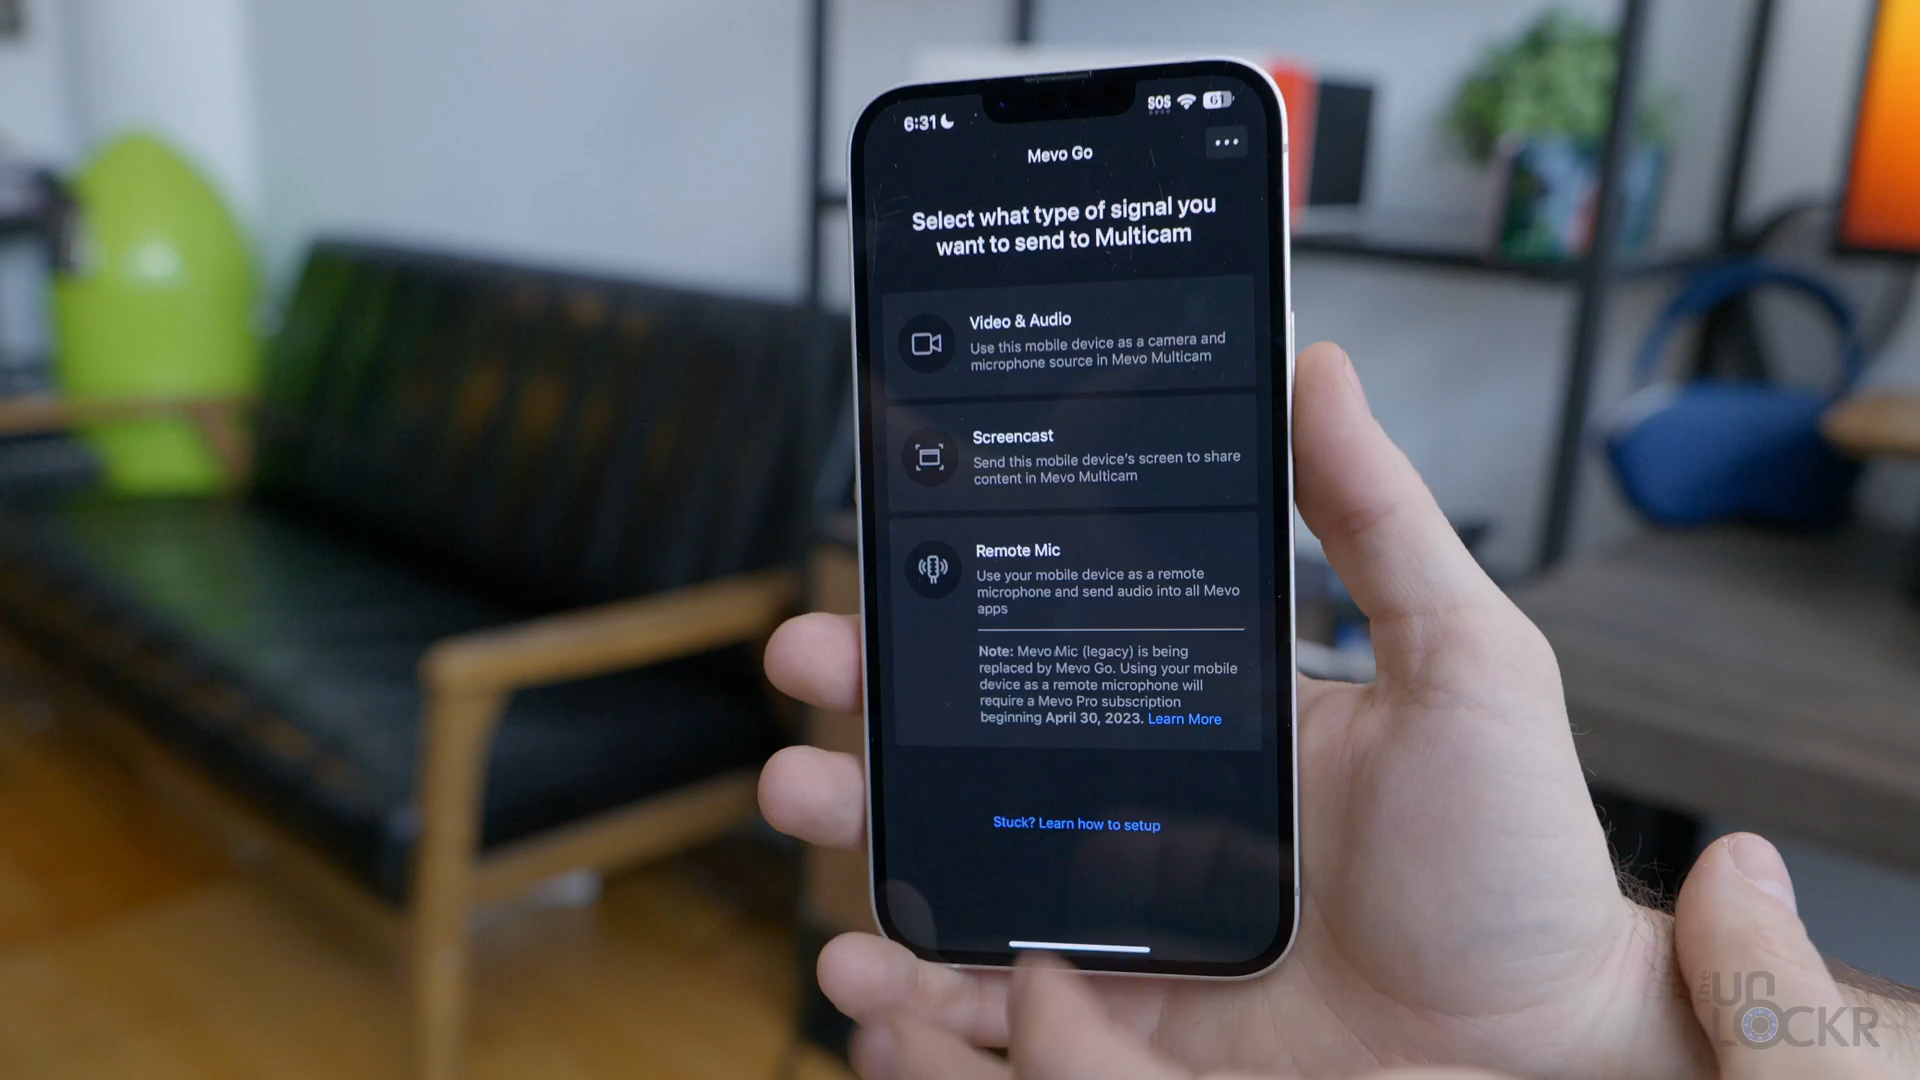 6:31
SOS
61
Mevo Go
Select what type of signal you
want to send to Multicam
Video & Audio
Use this mobile device as a camera and
microphone source in Mevo Multicam
Screencast
Send this mobile device's screen to share
content in Mevo Multicam
Remote Mic
Use your mobile device as a remote
microphone and send audio into all Mevo
apps
Note: Mevo Mic (legacy) is being
replaced by Mevo Go. Using your mobile
device as a remote microphone will
require a Mevo Pro subscription
beginning April 30, 2023. Learn More
Stuck? Learn how to setup
the
UN
LOCKR